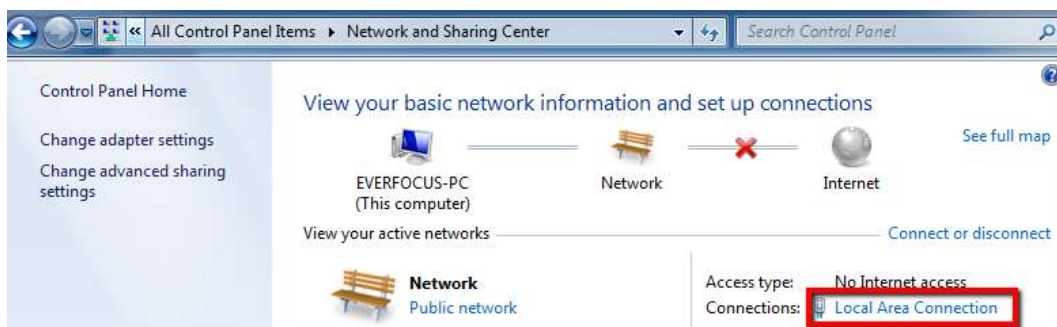 « All Control Panel Items ▸ Network and Sharing Center
Search Control Panel
Control Panel Home
Change adapter settings
Change advanced sharing
settings
View your basic network information and set up connections
See full map
EVERFOCUS-PC
(This computer)
Network
Internet
View your active networks
Connect or disconnect
Network
Public network
Access type: No Internet access
Connections: Local Area Connection